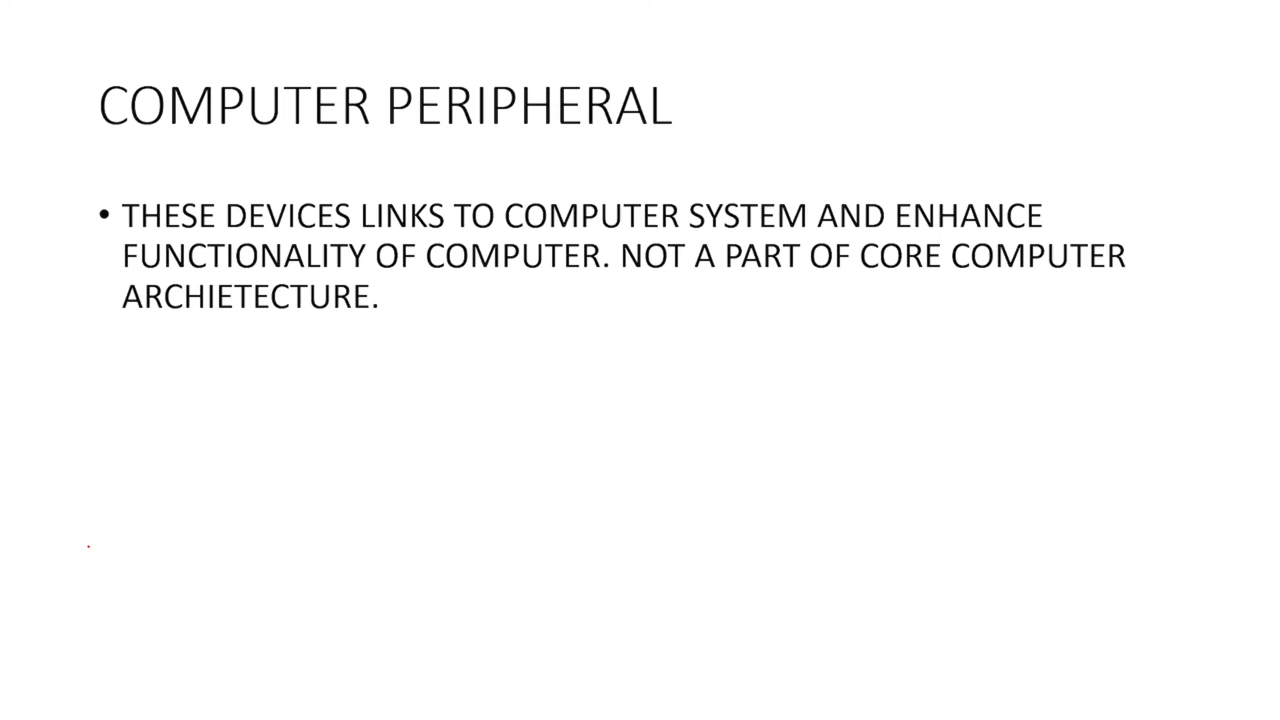 COMPUTER PERIPHERAL
• THESE DEVICES LINKS TO COMPUTER SYSTEM AND ENHANCE
FUNCTIONALITY OF COMPUTER. NOT A PART OF CORE COMPUTER
ARCHIETECTURE.